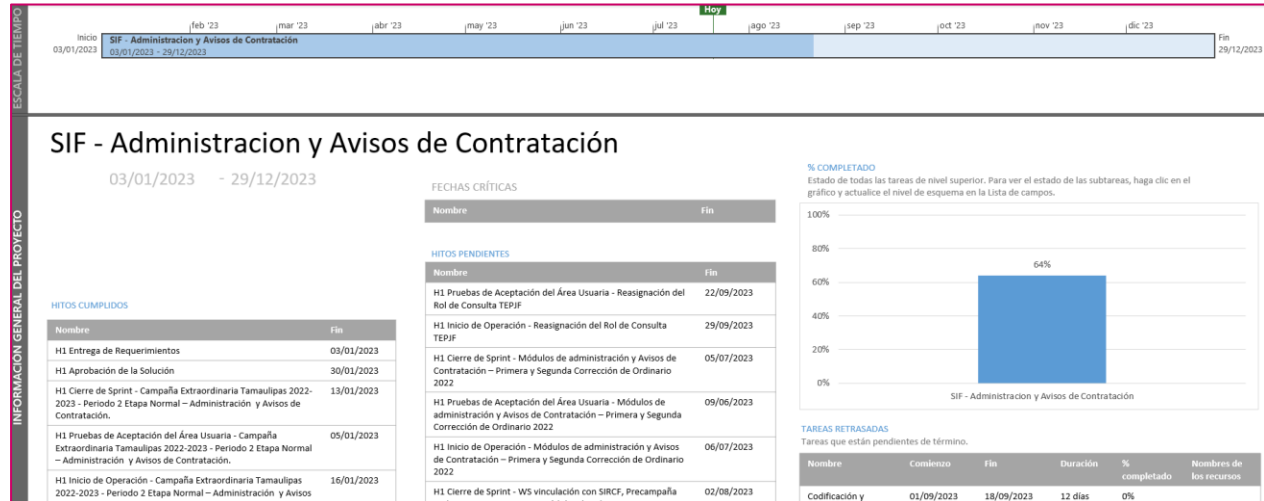 ESCALA DE TIEMPO
Hoy
feb '23
mar '23
abr '23
may '23
jun '23
jul '23
ago '23
sep '23
oct '23
nov '23
dic '23
Inicio
03/01/2023
SIF - Administracion y Avisos de Contratación
03/01/2023 - 29/12/2023
Fin
29/12/2023
INFORMACIÓN GENERAL DEL PROYECTO
SIF - Administracion y Avisos de Contratación
03/01/2023 - 29/12/2023
HITOS CUMPLIDOS
Nombre Fin
H1 Entrega de Requerimientos 03/01/2023
H1 Aprobación de la Solución 30/01/2023
H1 Cierre de Sprint - Campaña Extraordinaria Tamaulipas 2022- 13/01/2023
2023 - Periodo 2 Etapa Normal – Administración y Avisos de
Contratación.
H1 Pruebas de Aceptación del Área Usuaria - Campaña 05/01/2023
Extraordinaria Tamaulipas 2022-2023 - Periodo 2 Etapa Normal
– Administración y Avisos de Contratación.
H1 Inicio de Operación - Campaña Extraordinaria Tamaulipas 16/01/2023
2022-2023 - Periodo 2 Etapa Normal – Administración y Avisos
FECHAS CRÍTICAS
Nombre Fin
HITOS PENDIENTES
Nombre Fin
H1 Pruebas de Aceptación del Área Usuaria - Reasignación del 22/09/2023
Rol de Consulta TEPJF
H1 Inicio de Operación - Reasignación del Rol de Consulta 29/09/2023
TEPJF
H1 Cierre de Sprint - Módulos de administración y Avisos de 05/07/2023
Contratación – Primera y Segunda Corrección de Ordinario
2022
H1 Pruebas de Aceptación del Área Usuaria - Módulos de 09/06/2023
administración y Avisos de Contratación – Primera y Segunda
Corrección de Ordinario 2022
H1 Inicio de Operación - Módulos de administración y Avisos 06/07/2023
de Contratación – Primera y Segunda Corrección de Ordinario
2022
H1 Cierre de Sprint - WS vinculación con SIRCF, Precampaña 02/08/2023
% COMPLETADO
Estado de todas las tareas de nivel superior. Para ver el estado de las subtareas, haga clic en el
gráfico y actualice el nivel de esquema en la Lista de campos.
100%
80%
60%
40%
20%
0%
64%
SIF - Administracion y Avisos de Contratación
TAREAS RETRASADAS
Tareas que están pendientes de término.
Nombre Comienzo Fin Duración % completado Nombres de los recursos
Codificación y 01/09/2023 18/09/2023 12 días 0%